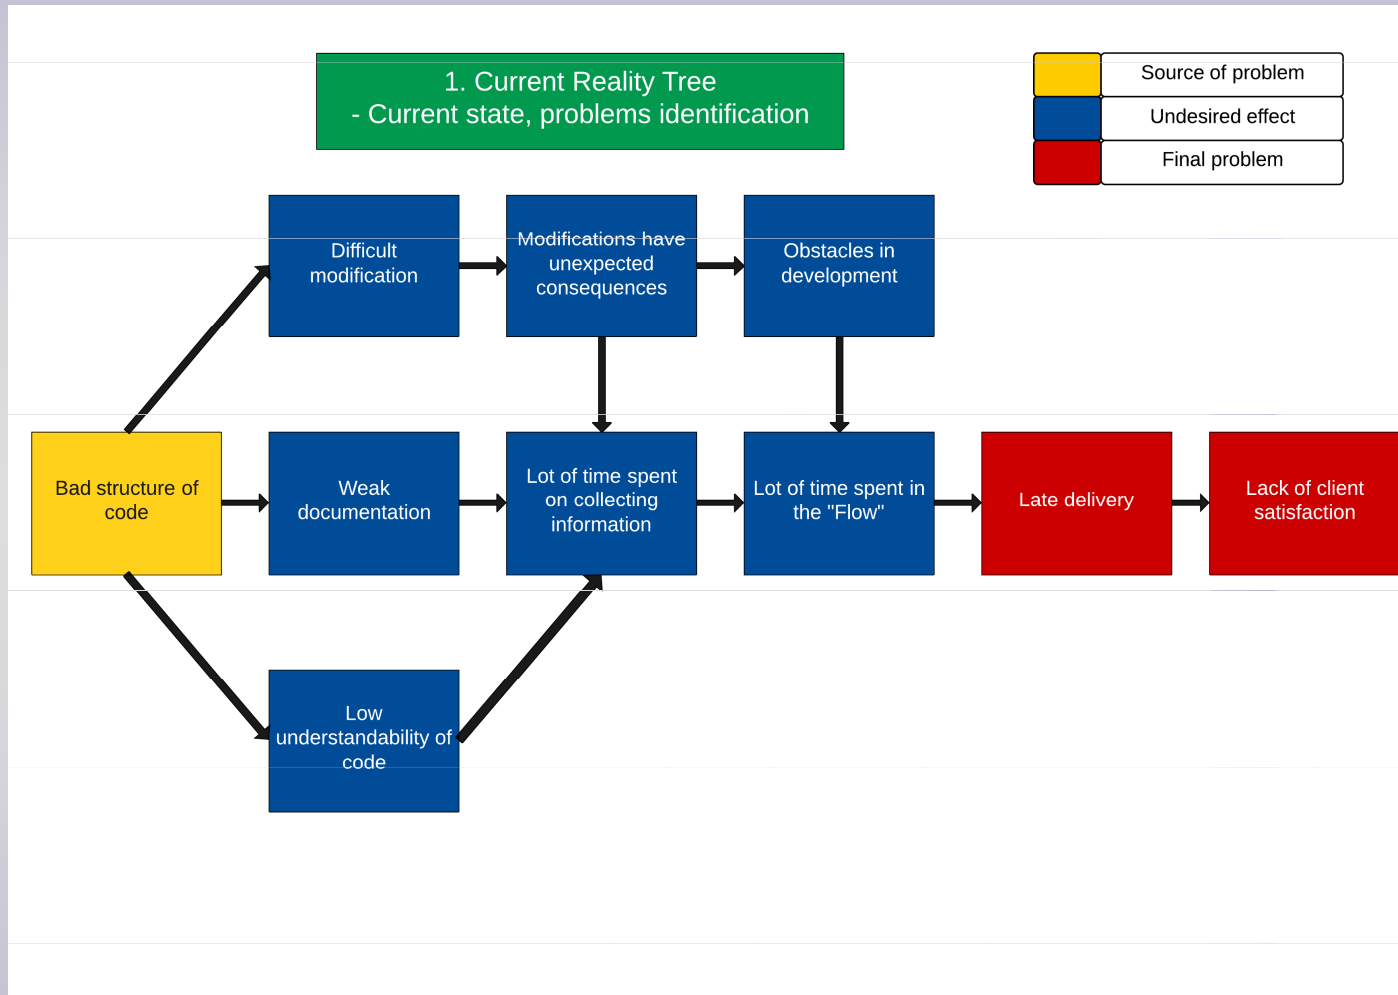 1. Current Reality Tree
- Current state, problems identification
Source of problem
Undesired effect
Final problem
Difficult
modification
Modifications have
unexpected
consequences
Obstacles in
development
Bad structure of
code
Weak
documentation
Lot of time spent
on collecting
information
Lot of time spent in
the "Flow"
Late delivery
Lack of client
satisfaction
Low
understandability of
code